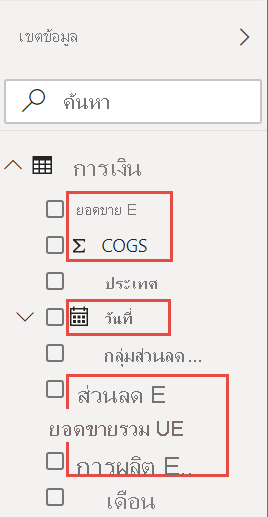 เขตข้อมูล
ค้นหา
การเงิน
ยอดขาย E
Σ COGS
ประเทศ
วันที่
กลุ่มส่วนลด ...
ส่วนลด E
ยอดขายรวม UE
การผลิต E..
เดือน